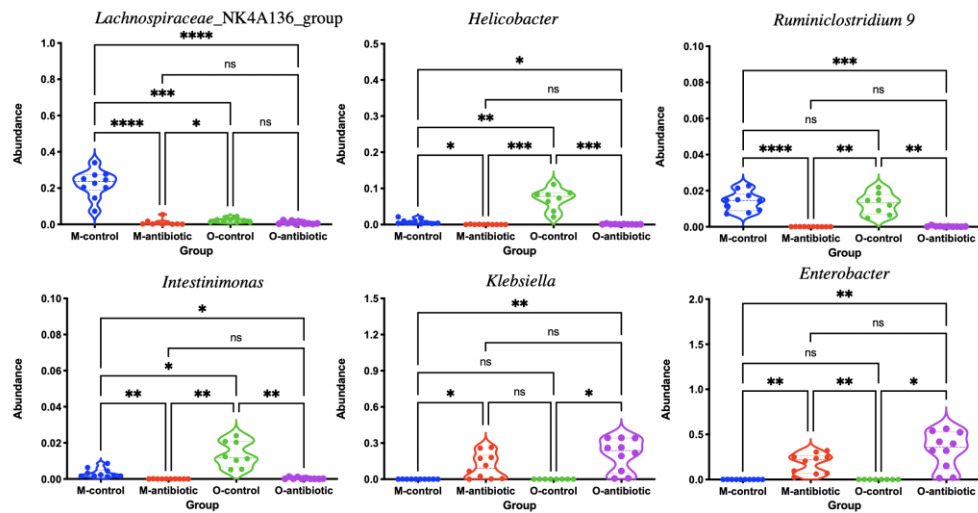 Lachnospiraceae_NK4A136_group
****
ns
***
ns
****
*
Abundance
1.0
0.8
0.6
0.4
0.2
0.0
M-control
M-antibiotic
O-control
O-antibiotic
Group
Helicobacter
*
ns
**
*
***
***
Abundance
0.5
0.4
0.3
0.2
0.1
0.0
M-control
M-antibiotic
O-control
O-antibiotic
Group
Ruminiclostridium 9
***
ns
ns
****
**
**
Abundance
0.10
0.08
0.06
0.04
0.02
0.00
M-control
M-antibiotic
O-control
O-antibiotic
Group
Intestinimonas
*
ns
*
**
**
**
Abundance
0.10
0.08
0.06
0.04
0.02
0.00
M-control
M-antibiotic
O-control
O-antibiotic
Group
Klebsiella
**
ns
ns
*
ns
*
Abundance
1.5
1.2
0.9
0.6
0.3
0.0
M-control
M-antibiotic
O-control
O-antibiotic
Group
Enterobacter
**
ns
ns
**
**
*
Abundance
2.0
1.5
1.0
0.5
0.0
M-control
M-antibiotic
O-control
O-antibiotic
Group